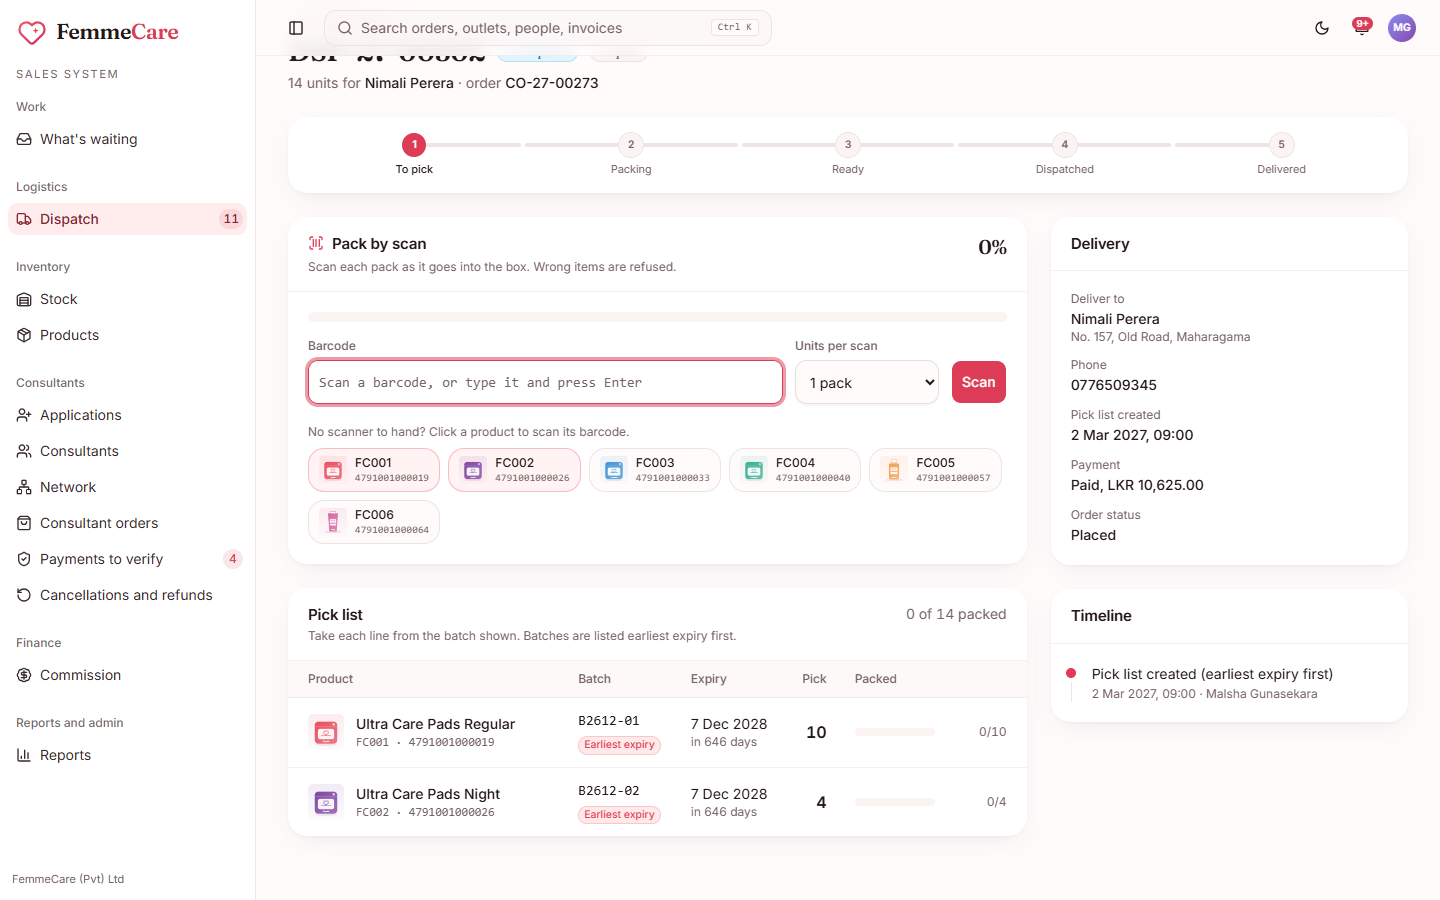 FemmeCare
SALES SYSTEM
Work
What's waiting
Logistics
Dispatch 11
Inventory
Stock
Products
Consultants
Applications
Consultants
Network
Consultant orders
Payments to verify 4
Cancellations and refunds
Finance
Commission
Reports and admin
Reports
FemmeCare (Pvt) Ltd
Search orders, outlets, people, invoices Ctrl K
9+
MG
14 units for Nimali Perera · order CO-27-00273
1 2 3 4 5
To pick Packing Ready Dispatched Delivered
Pack by scan 0%
Scan each pack as it goes into the box. Wrong items are refused.
Barcode Units per scan
Scan a barcode, or type it and press Enter 1 pack Scan
No scanner to hand? Click a product to scan its barcode.
FC001 FC002 FC003 FC004 FC005
4791001000019 4791001000026 4791001000033 4791001000040 4791001000057
FC006
4791001000064
Pick list 0 of 14 packed
Take each line from the batch shown. Batches are listed earliest expiry first.
Product Batch Expiry Pick Packed
Ultra Care Pads Regular B2612-01 7 Dec 2028 10 0/10
FC001 · 4791001000019 Earliest expiry in 646 days
Ultra Care Pads Night B2612-02 7 Dec 2028 4 0/4
FC002 · 4791001000026 Earliest expiry in 646 days
Delivery
Deliver to
Nimali Perera
No. 157, Old Road, Maharagama
Phone
0776509345
Pick list created
2 Mar 2027, 09:00
Payment
Paid, LKR 10,625.00
Order status
Placed
Timeline
Pick list created (earliest expiry first)
2 Mar 2027, 09:00 · Malsha Gunasekara